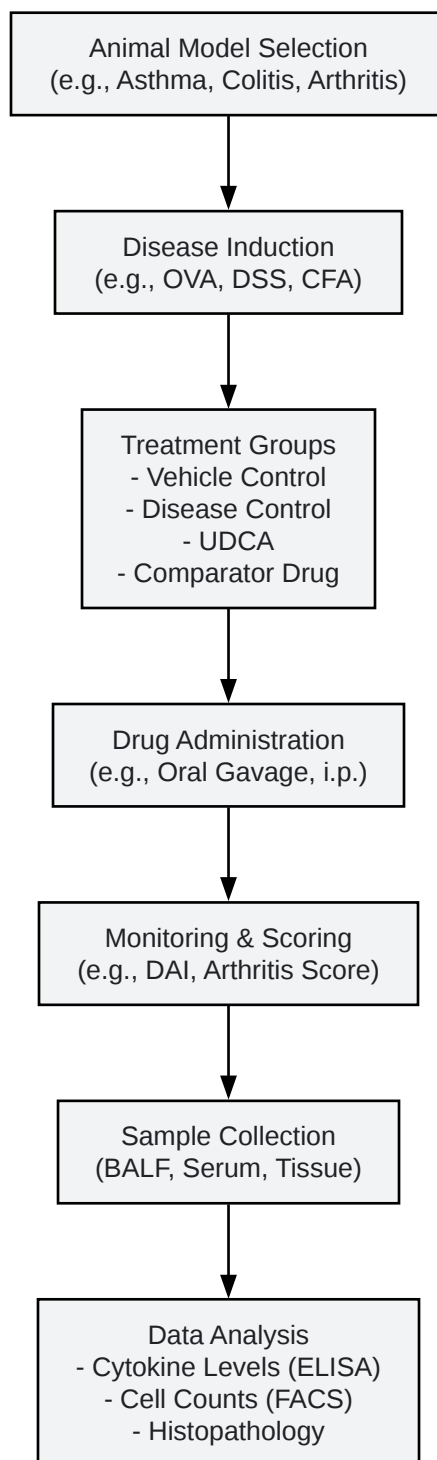 Animal Model Selection
(e.g., Asthma, Colitis, Arthritis)
Disease Induction
(e.g., OVA, DSS, CFA)
Treatment Groups
- Vehicle Control
- Disease Control
- UDCA
- Comparator Drug
Drug Administration
(e.g., Oral Gavage, i.p.)
Monitoring & Scoring
(e.g., DAI, Arthritis Score)
Sample Collection
(BALF, Serum, Tissue)
Data Analysis
- Cytokine Levels (ELISA)
- Cell Counts (FACS)
- Histopathology